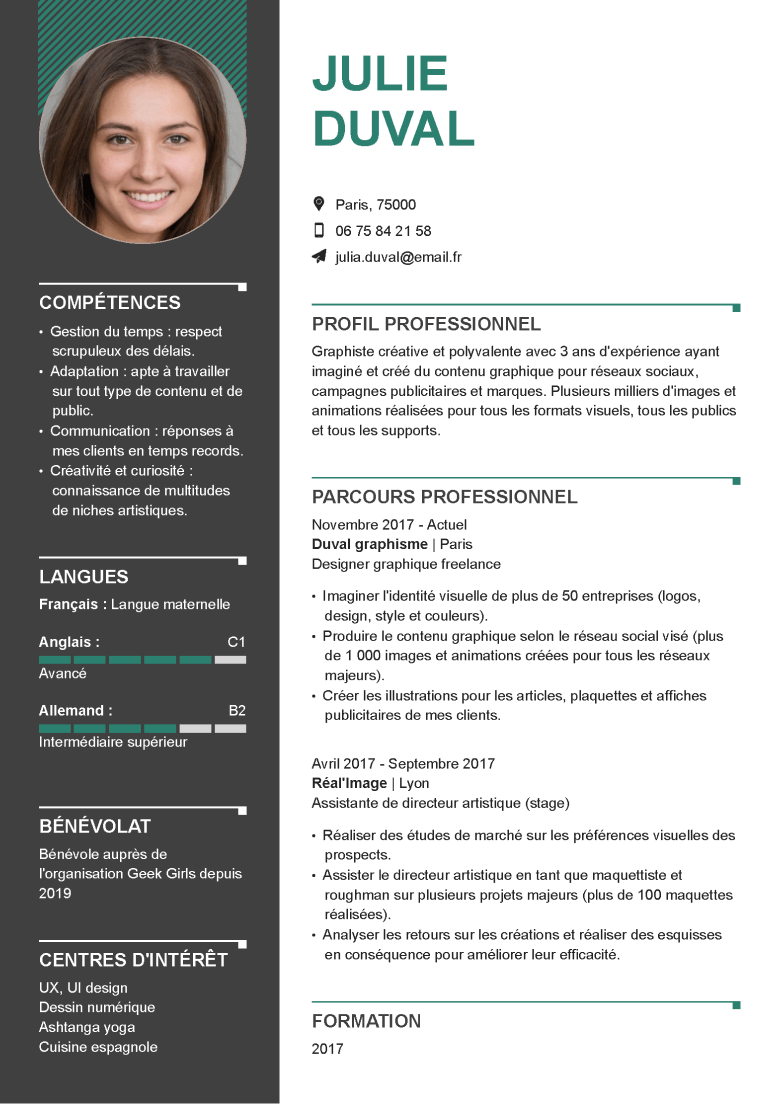 JULIE
DUVAL
Paris, 75000
06 75 84 21 58
julia.duval@email.fr
COMPÉTENCES
• Gestion du temps : respect
scrupuleux des délais.
• Adaptation : apte à travailler
sur tout type de contenu et de
public.
• Communication : réponses à
mes clients en temps records.
• Créativité et curiosité :
connaissance de multitudes
de niches artistiques.
LANGUES
Français : Langue maternelle
Anglais : C1
Avancé
Allemand : B2
Intermédiaire supérieur
BÉNÉVOLAT
Bénévole auprès de
l'organisation Geek Girls depuis
2019
CENTRES D'INTÉRÊT
UX, UI design
Dessin numérique
Ashtanga yoga
Cuisine espagnole
PROFIL PROFESSIONNEL
Graphiste créative et polyvalente avec 3 ans d'expérience ayant
imaginé et créé du contenu graphique pour réseaux sociaux,
campagnes publicitaires et marques. Plusieurs milliers d'images et
animations réalisées pour tous les formats visuels, tous les publics
et tous les supports.
PARCOURS PROFESSIONNEL
Novembre 2017 - Actuel
Duval graphisme | Paris
Designer graphique freelance
• Imaginer l'identité visuelle de plus de 50 entreprises (logos,
design, style et couleurs).
• Produire le contenu graphique selon le réseau social visé (plus
de 1 000 images et animations créées pour tous les réseaux
majeurs).
• Créer les illustrations pour les articles, plaquettes et affiches
publicitaires de mes clients.
Avril 2017 - Septembre 2017
Réal'Image | Lyon
Assistante de directeur artistique (stage)
• Réaliser des études de marché sur les préférences visuelles des
prospects.
• Assister le directeur artistique en tant que maquettiste et
roughman sur plusieurs projets majeurs (plus de 100 maquettes
réalisées).
• Analyser les retours sur les créations et réaliser des esquisses
en conséquence pour améliorer leur efficacité.
FORMATION
2017